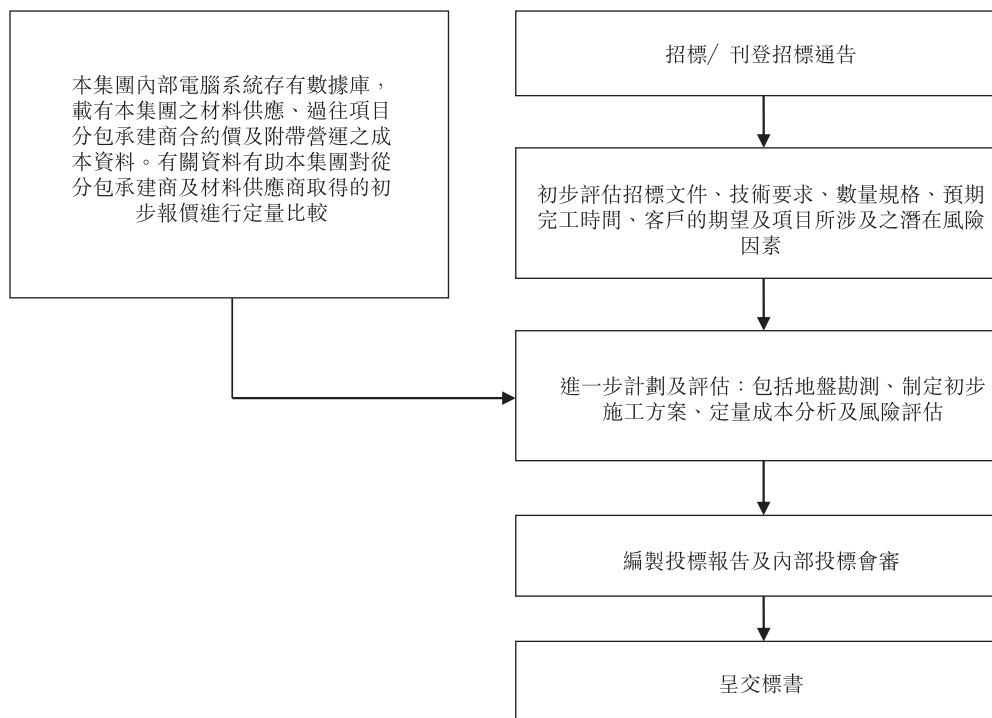 本集團內部電腦系統存有數據庫，
載有本集團之材料供應、過往項目
分包承建商合約價及附帶營運之成
本資料。有關資料有助本集團對從
分包承建商及材料供應商取得的初
步報價進行定量比較
招標/ 刊登招標通告
初步評估招標文件、技術要求、數量規格、預期
完工時間、客戶的期望及項目所涉及之潛在風險
因素
進一步計劃及評估：包括地盤勘測、制定初步
施工方案、定量成本分析及風險評估
編製投標報告及內部投標會審
呈交標書